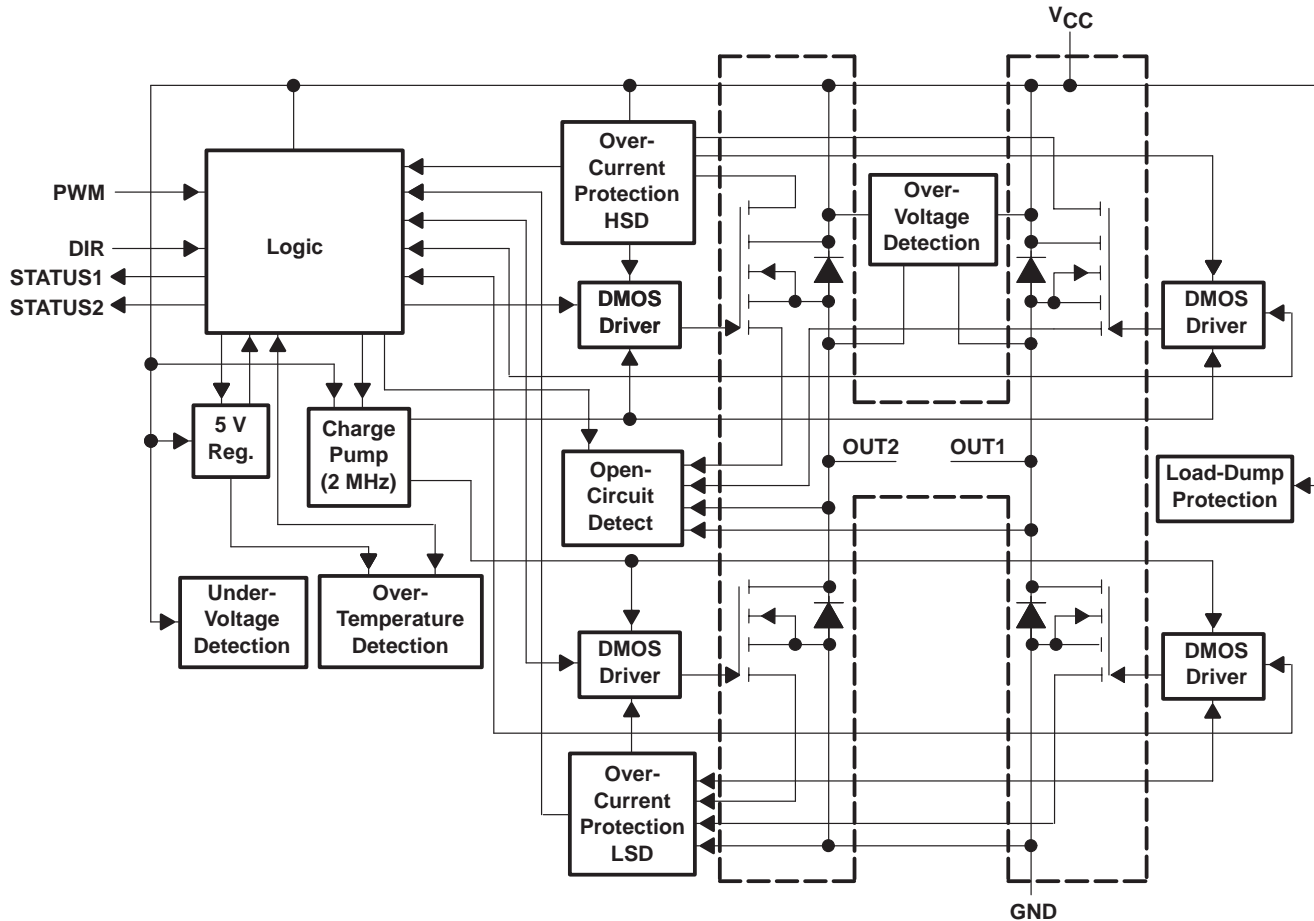 VCC
Over-
Current
Protection
HSD
PWM
DIR
STATUS1
STATUS2
Logic
Over-
Voltage
Detection
DMOS
Driver
DMOS
Driver
5 V
Reg.
Charge
Pump
(2 MHz)
Open-
Circuit
Detect
OUT2
OUT1
Load-Dump
Protection
Under-
Voltage
Detection
Over-
Temperature
Detection
DMOS
Driver
DMOS
Driver
Over-
Current
Protection
LSD
GND